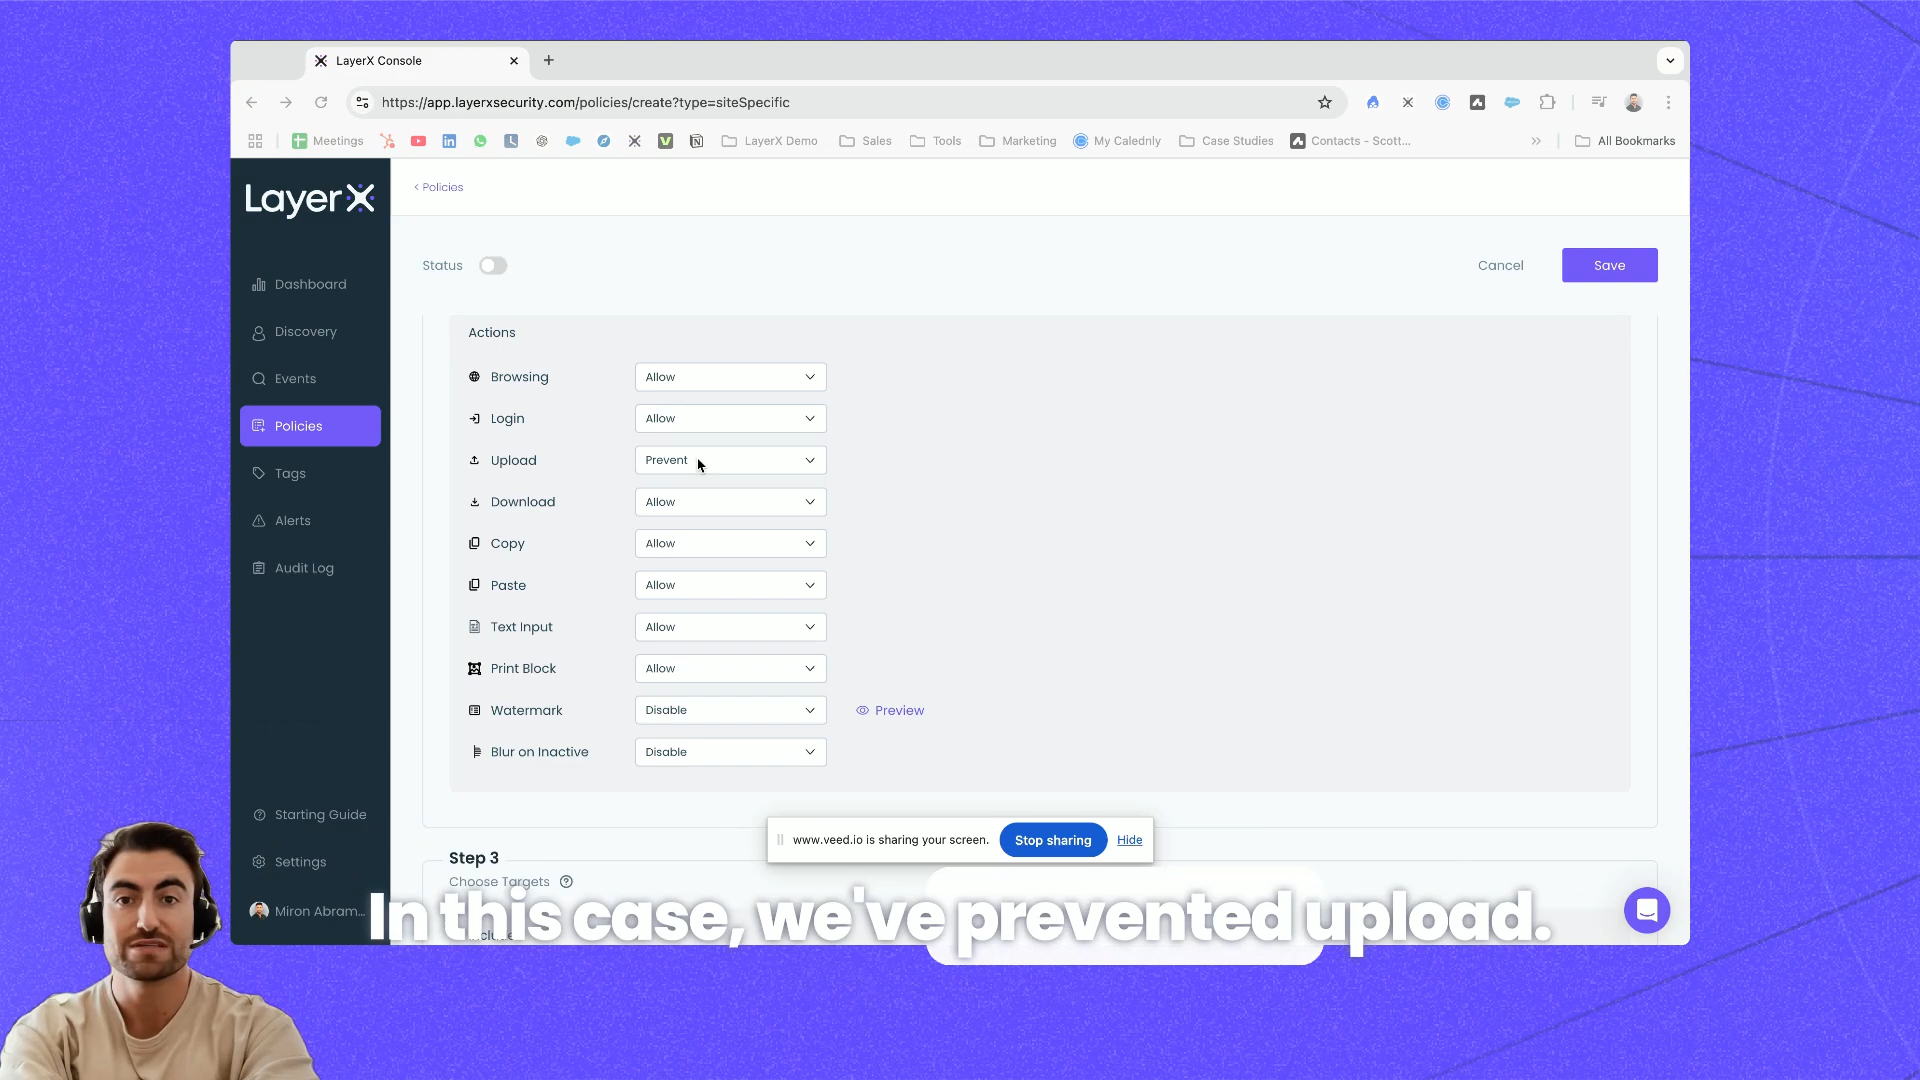 LayerX Console
https://app.layerxsecurity.com/policies/create?type=siteSpecific
Meetings
LayerX Demo
Sales
Tools
Marketing
My Calednly
Case Studies
Contacts - Scott...
All Bookmarks
LayerX
< Policies
Status
Cancel
Save
Dashboard
Discovery
Events
Policies
Tags
Alerts
Audit Log
Starting Guide
Settings
Miron Abram...
Actions
Browsing Allow
Login Allow
Upload Prevent
Download Allow
Copy Allow
Paste Allow
Text Input Allow
Print Block Allow
Watermark Disable Preview
Blur on Inactive Disable
www.veed.io is sharing your screen. Stop sharing Hide
Step 3
Choose Targets
In this case, we've prevented upload.